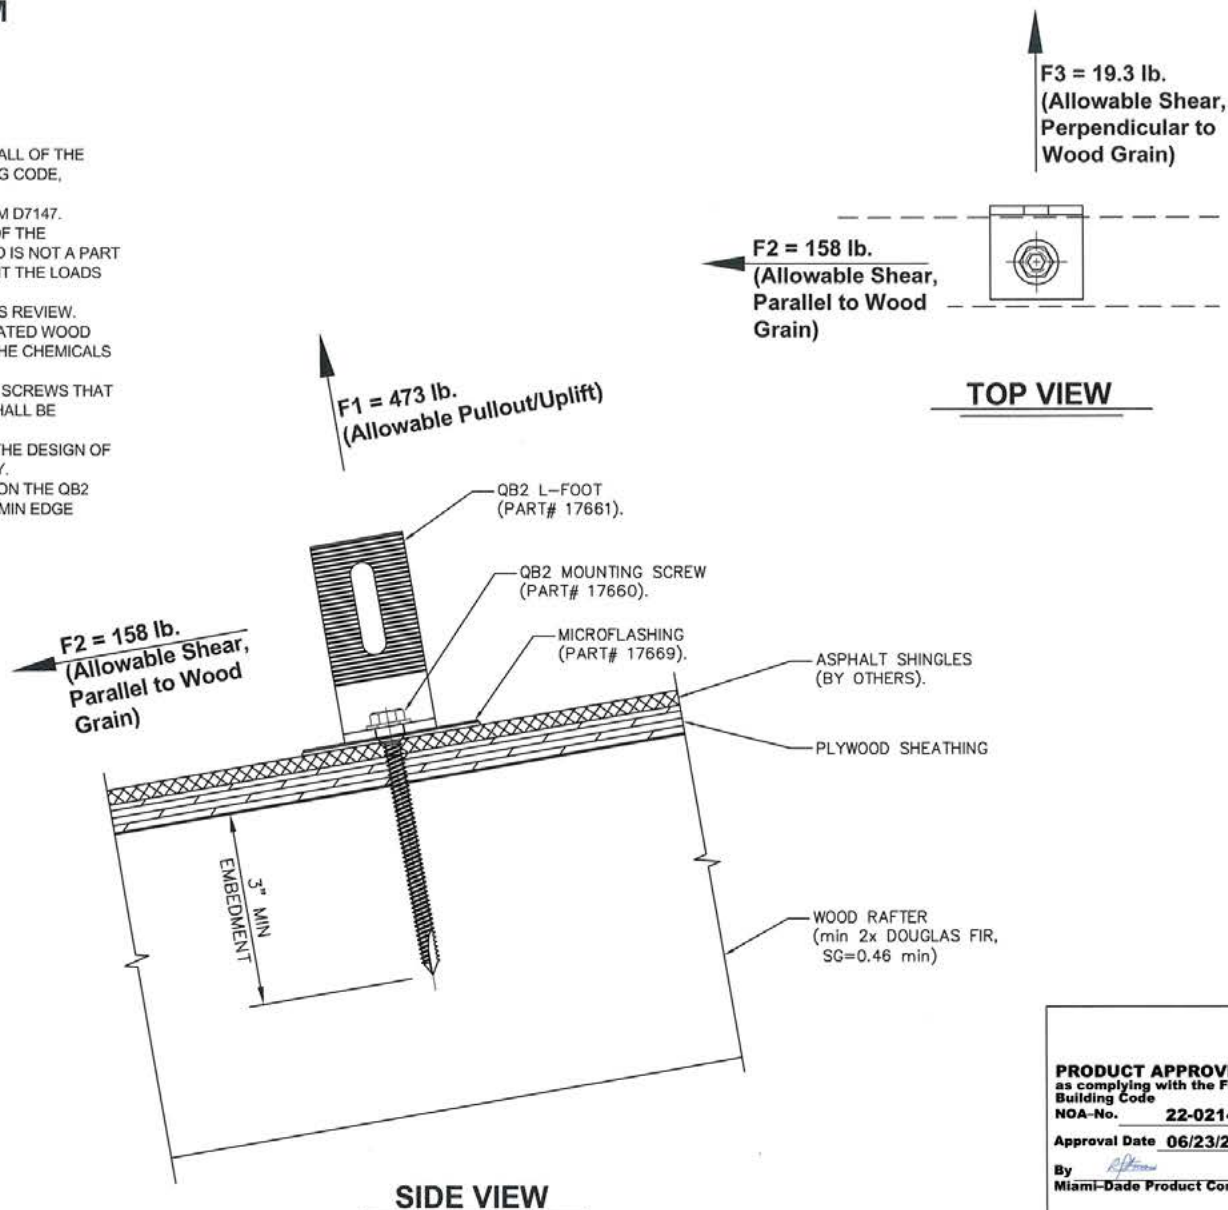 M
ALL OF THE
G CODE,
M D7147.
OF THE
D IS NOT A PART
T THE LOADS
S REVIEW.
ATED WOOD
HE CHEMICALS
SCREWS THAT
HALL BE
THE DESIGN OF
Y.
ON THE QB2
MIN EDGE
F3 = 19.3 lb.
(Allowable Shear,
Perpendicular to
Wood Grain)
F2 = 158 lb.
(Allowable Shear,
Parallel to Wood
Grain)
TOP VIEW
F1 = 473 lb.
(Allowable Pullout/Uplift)
QB2 L-FOOT
(PART# 17661).
QB2 MOUNTING SCREW
(PART# 17660).
MICROFLASHING
(PART# 17669).
F2 = 158 lb.
(Allowable Shear,
Parallel to Wood
Grain)
ASPHALT SHINGLES
(BY OTHERS).
PLYWOOD SHEATHING
3" MIN
EMBEDMENT
WOOD RAFTER
(min 2x DOUGLAS FIR,
SG=0.46 min)
SIDE VIEW
PRODUCT APPROV
as complying with the F
Building Code
NOA-No. 22-021
Approval Date 06/23/2
By
Miami-Dade Product Co